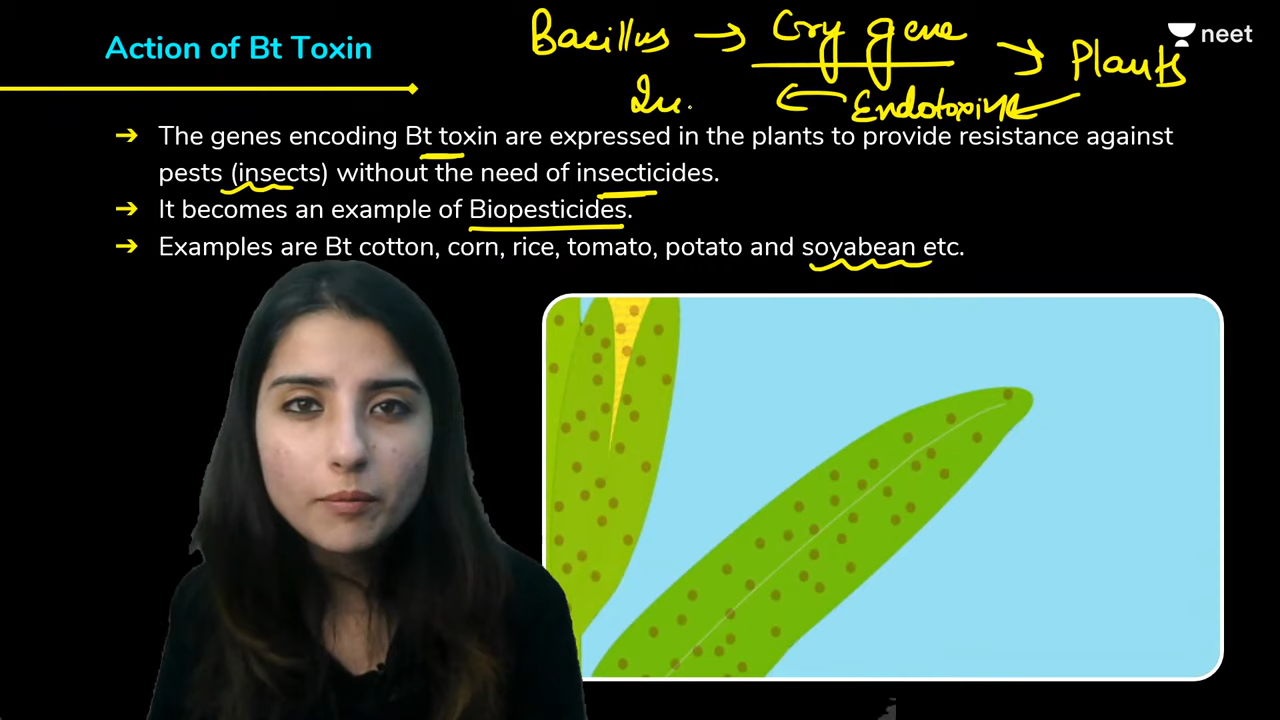 Action of Bt Toxin
Bacillus → Cry gene → Plants
neet
Endotoxine
➔ The genes encoding Bt toxin are expressed in the plants to provide resistance against
pests (insects) without the need of insecticides.
➔ It becomes an example of Biopesticides.
➔ Examples are Bt cotton, corn, rice, tomato, potato and soyabean etc.